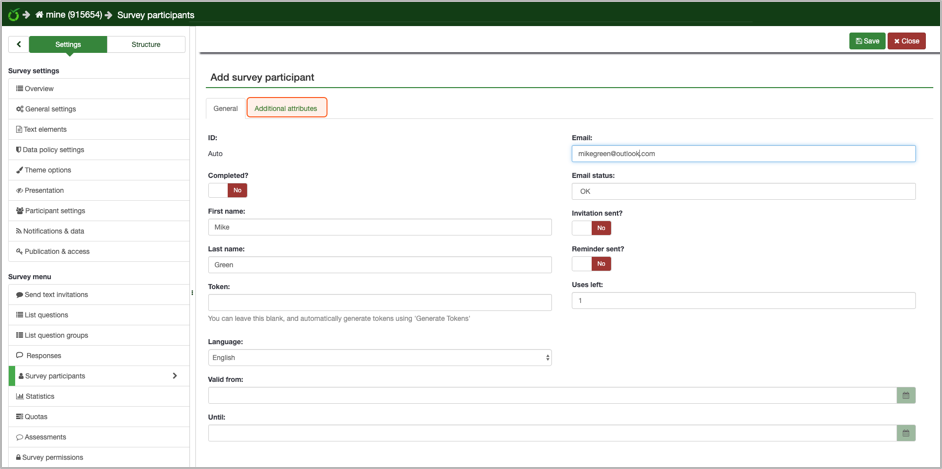 mine (915654) Survey participants
Settings
Structure
Save
Close
Survey settings
Overview
General settings
Text elements
Data policy settings
Theme options
Presentation
Participant settings
Notifications & data
Publication & access
Survey menu
Send text invitations
List questions
List question groups
Responses
Survey participants
Statistics
Quotas
Assessments
Survey permissions
Add survey participant
General
Additional attributes
ID:
Auto
Completed?
No
First name:
Mike
Last name:
Green
Token:
You can leave this blank, and automatically generate tokens using 'Generate Tokens'
Language:
English
Valid from:
Until:
Email:
mikegreen@outlook.com
Email status:
OK
Invitation sent?
No
Reminder sent?
No
Uses left:
1